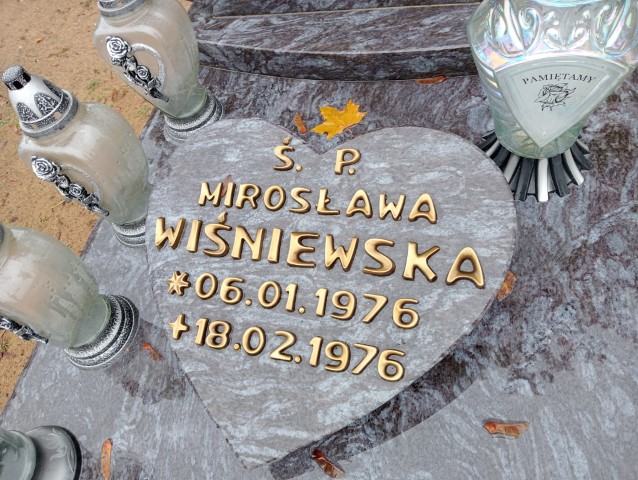 PAMIĘTAMY
Ś. P.
MIROSŁAWA
WIŚNIEWSKA
* 06.01.1976
+ 18.02.1976